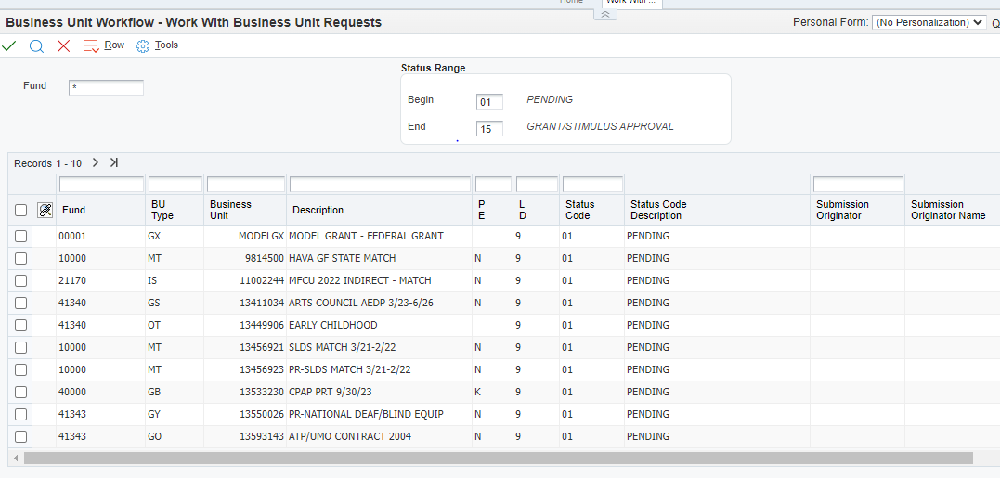 Home
Work With ...
Business Unit Workflow - Work With Business Unit Requests
Personal Form: (No Personalization)
Row Tools
Status Range
Fund *
Begin 01 PENDING
End 15 GRANT/STIMULUS APPROVAL
Records 1 - 10
Fund BU Type Business Unit Description P E L D Status Code Status Code Description Submission Originator Submission Originator Name
00001 GX MODELGX MODEL GRANT - FEDERAL GRANT 9 01 PENDING
10000 MT 9814500 HAVA GF STATE MATCH N 9 01 PENDING
21170 IS 11002244 MFCU 2022 INDIRECT - MATCH N 9 01 PENDING
41340 GS 13411034 ARTS COUNCIL AEDP 3/23-6/26 N 9 01 PENDING
41340 OT 13449906 EARLY CHILDHOOD 9 01 PENDING
10000 MT 13456921 SLDS MATCH 3/21-2/22 N 9 01 PENDING
10000 MT 13456923 PR-SLDS MATCH 3/21-2/22 N 9 01 PENDING
40000 GB 13533230 CPAP PRT 9/30/23 K 9 01 PENDING
41343 GY 13550026 PR-NATIONAL DEAF/BLIND EQUIP N 9 01 PENDING
41343 GO 13593143 ATP/UMO CONTRACT 2004 N 9 01 PENDING